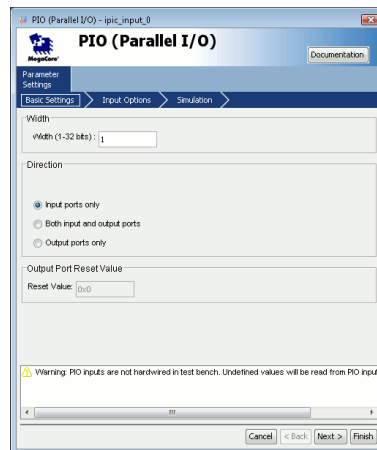 PIO (Parallel I/O) - ipic_input_0
PIO (Parallel I/O)
MegaCore'
Documentation
Parameter
Settings
Basic Settings
Input Options
Simulation
Width
Width (1-32 bits) :
1
Direction
Input ports only
Both input and output ports
Output ports only
Output Port Reset Value
Reset Value:
0x0
Warning: PIO inputs are not hardwired in test bench. Undefined values will be read from PIO input
Cancel
< Back
Next >
Finish